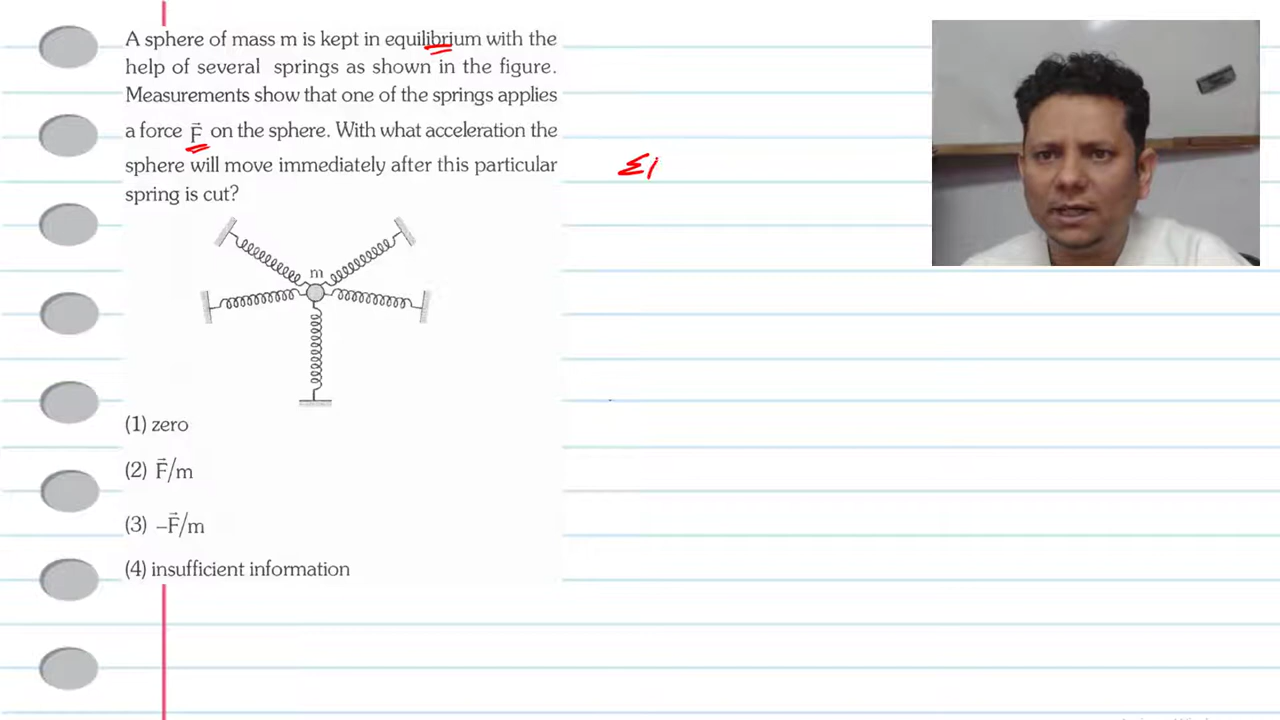 A sphere of mass m is kept in equilibrium with the
help of several springs as shown in the figure.
Measurements show that one of the springs applies
a force F⃗ on the sphere. With what acceleration the
sphere will move immediately after this particular
spring is cut?
m
(1) zero
(2) F⃗/m
(3) –F⃗/m
(4) insufficient information